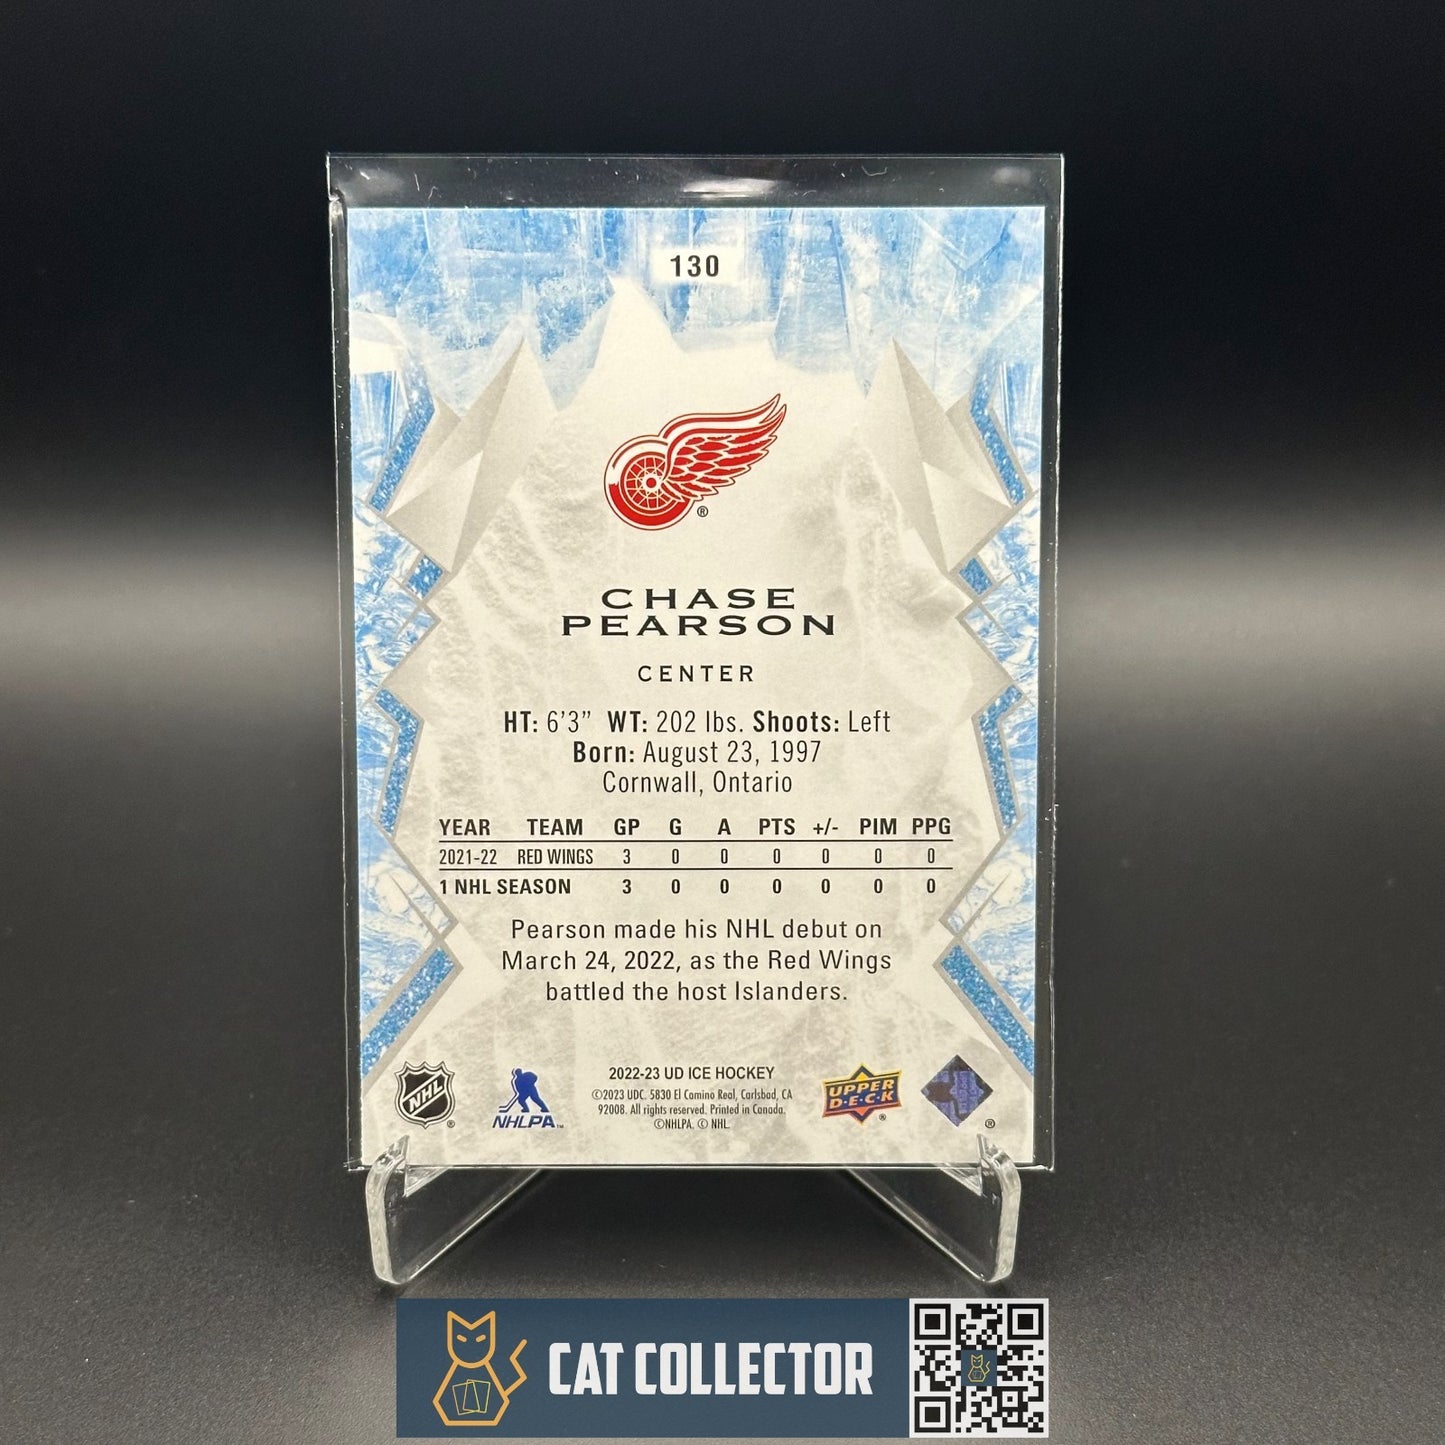 130
®
CHASE
PEARSON
CENTER
HT: 6'3" WT: 202 lbs. Shoots: Left
Born: August 23, 1997
Cornwall, Ontario
YEAR TEAM GP G A PTS +/- PIM PPG
2021-22 RED WINGS 3 0 0 0 0 0 0
1 NHL SEASON 3 0 0 0 0 0 0
Pearson made his NHL debut on
March 24, 2022, as the Red Wings
battled the host Islanders.
NHL ®
NHLPA ™
2022-23 UD ICE HOCKEY
©2023 UDC. 5830 El Camino Real, Carlsbad, CA
92008. All rights reserved. Printed in Canada.
©NHLPA. © NHL.
UPPER
D·E·C·K ®
®
CAT COLLECTOR